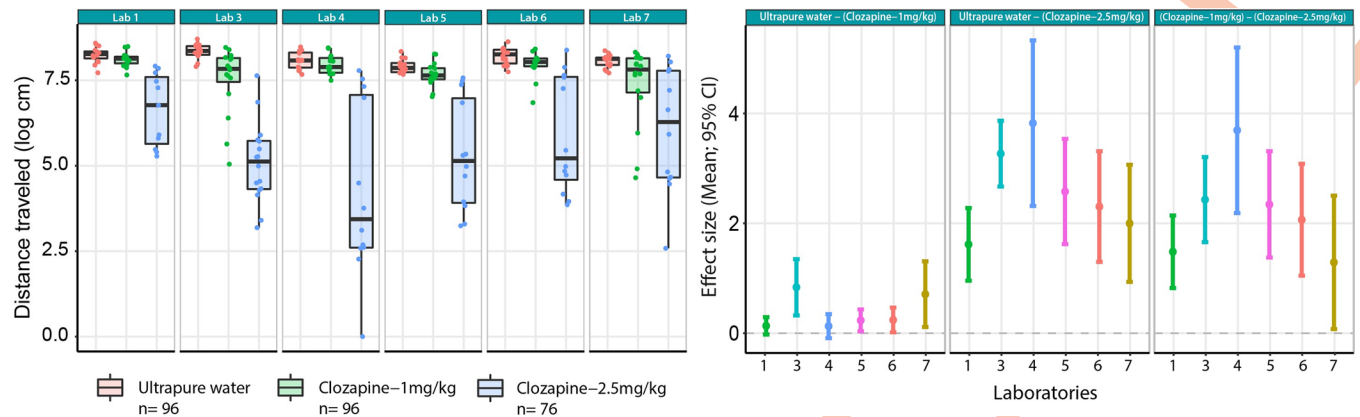 Lab 1 Lab 3 Lab 4 Lab 5 Lab 6 Lab 7
Distance traveled (log cm)
7.5
5.0
2.5
0.0
Ultrapure water
n= 96
Clozapine−1mg/kg
n= 96
Clozapine−2.5mg/kg
n= 76
Ultrapure water − (Clozapine−1mg/kg)
Ultrapure water − (Clozapine−2.5mg/kg)
(Clozapine−1mg/kg) − (Clozapine−2.5mg/kg)
Effect size (Mean; 95% CI)
4
2
0
1 3 4 5 6 7
1 3 4 5 6 7
1 3 4 5 6 7
Laboratories